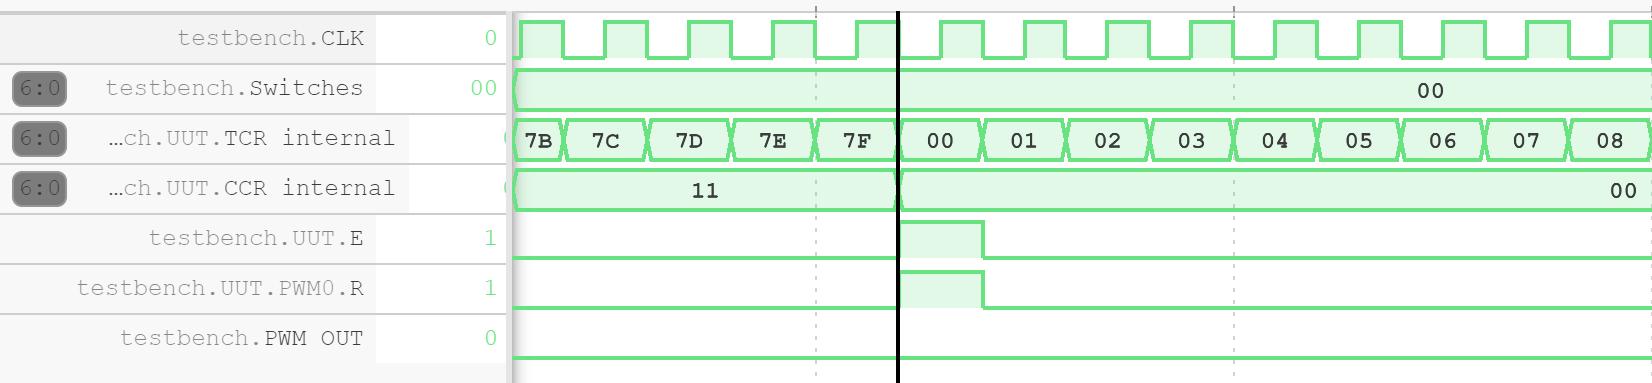 testbench.CLK 0
6:0 testbench.Switches 00 00
6:0 …ch.UUT.TCR internal 7B 7C 7D 7E 7F 00 01 02 03 04 05 06 07 08
6:0 …ch.UUT.CCR internal 11 00
testbench.UUT.E 1
testbench.UUT.PWM0.R 1
testbench.PWM OUT 0